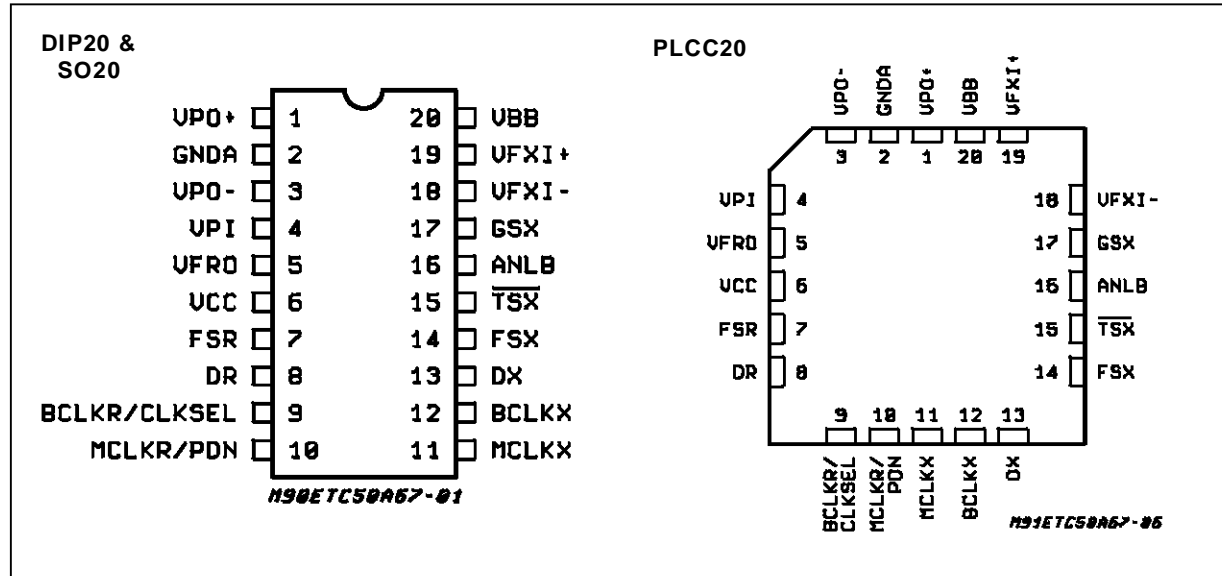 DIP20 &
SO20
VPO+ 1 20 VBB
GNDA 2 19 VFXI+
VPO- 3 18 VFXI-
VPI 4 17 GSX
VFRO 5 16 ANLB
VCC 6 15 TSX
FSR 7 14 FSX
DR 8 13 DX
BCLKR/CLKSEL 9 12 BCLKX
MCLKR/PDN 10 11 MCLKX
M90ETC50A67-01
PLCC20
VPO- GNDA VPO+ VBB VFXI+
3 2 1 20 19
VPI 4 18 VFXI-
VFRO 5 17 GSX
VCC 6 16 ANLB
FSR 7 15 TSX
DR 8 14 FSX
9 10 11 12 13
BCLKR/
CLKSEL
MCLKR/
PDN
MCLKX
BCLKX
DX
M91ETC50A67-06